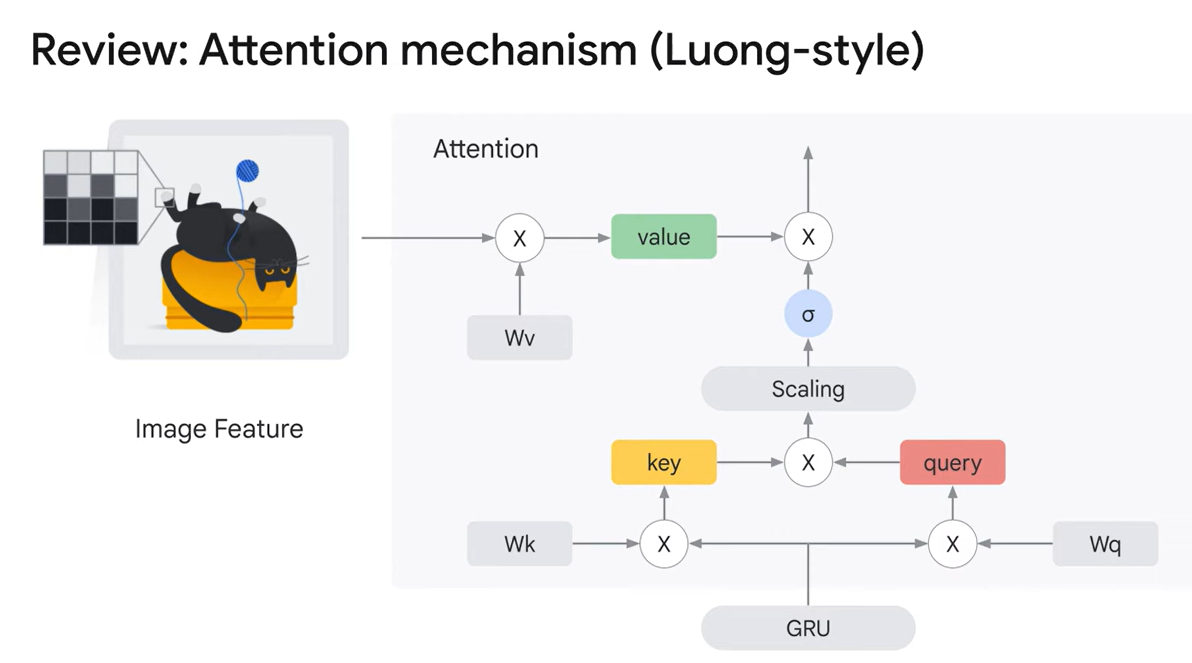 Review: Attention mechanism (Luong-style)
Attention
X
value
X
Wv
σ
Scaling
Image Feature
key
X
query
Wk
X
X
Wq
GRU